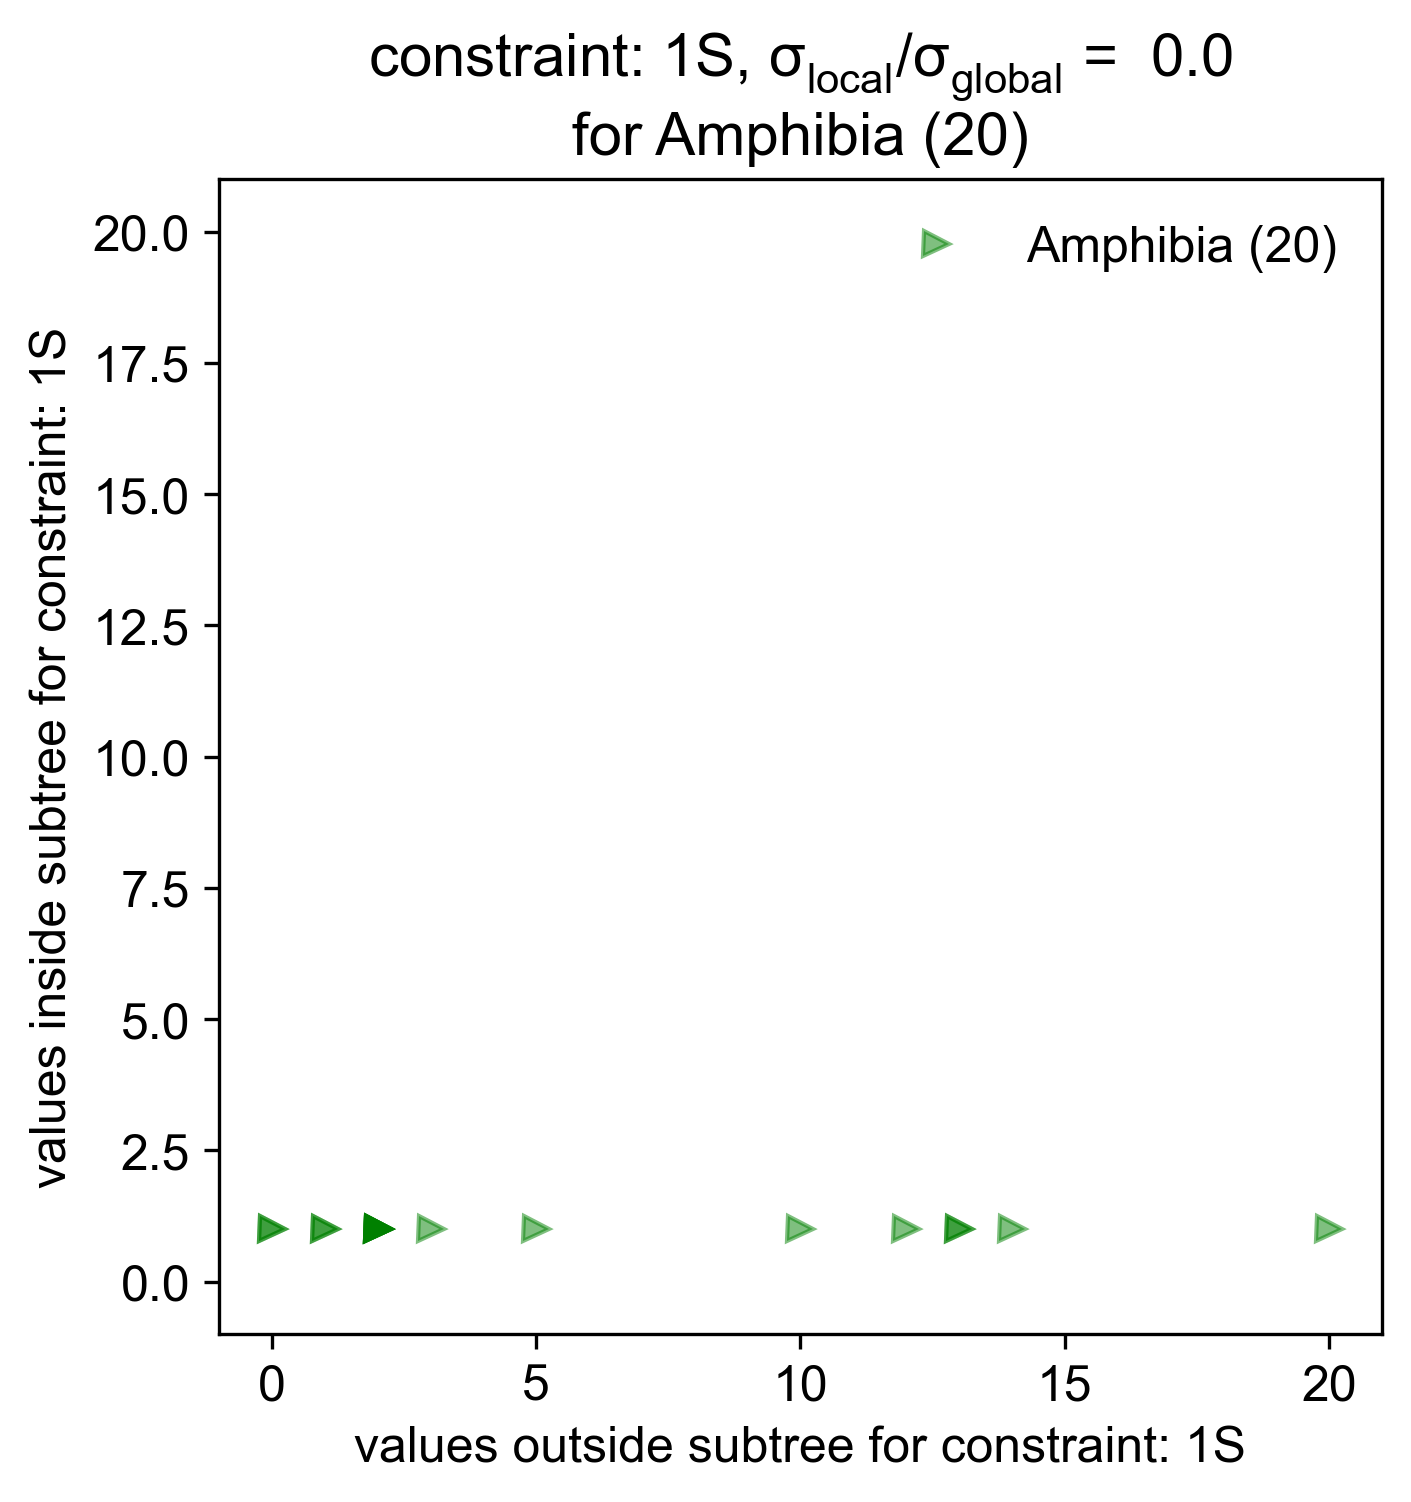 constraint: 1S, σlocal/σglobal = 0.0
for Amphibia (20)
Amphibia (20)
values inside subtree for constraint: 1S
20.0
17.5
15.0
12.5
10.0
7.5
5.0
2.5
0.0
0 5 10 15 20
values outside subtree for constraint: 1S